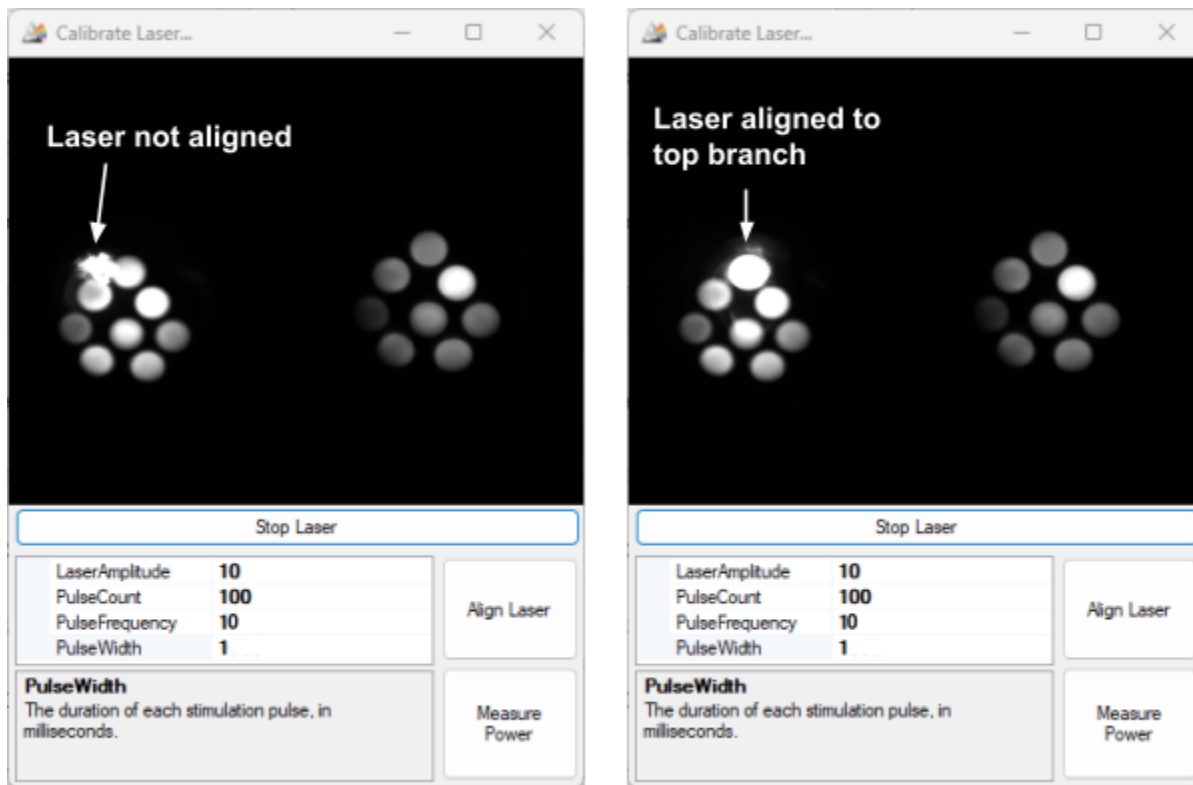 Calibrate Laser...
Laser not aligned
Stop Laser
LaserAmplitude 10
PulseCount 100
PulseFrequency 10
PulseWidth 1
Align Laser
PulseWidth
The duration of each stimulation pulse, in
milliseconds.
Measure
Power
Calibrate Laser...
Laser aligned to
top branch
Stop Laser
LaserAmplitude 10
PulseCount 100
PulseFrequency 10
PulseWidth 1
Align Laser
PulseWidth
The duration of each stimulation pulse, in
milliseconds.
Measure
Power